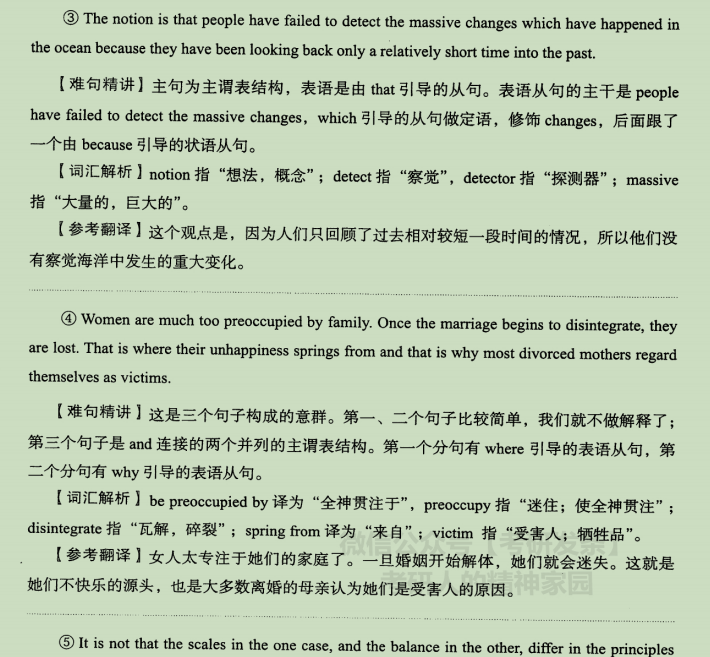 ③ The notion is that people have failed to detect the massive changes which have happened in
the ocean because they have been looking back only a relatively short time into the past.
【难句精讲】主句为主谓表结构，表语是由 that 引导的从句。表语从句的主干是 people
have failed to detect the massive changes，which 引导的从句做定语，修饰 changes，后面跟了
一个由 because 引导的状语从句。
【词汇解析】notion 指“想法，概念”；detect 指“察觉”，detector 指“探测器”；massive
指“大量的，巨大的”。
【参考翻译】这个观点是，因为人们只回顾了过去相对较短一段时间的情况，所以他们没
有察觉海洋中发生的重大变化。
④ Women are much too preoccupied by family. Once the marriage begins to disintegrate, they
are lost. That is where their unhappiness springs from and that is why most divorced mothers regard
themselves as victims.
【难句精讲】这是三个句子构成的意群。第一、二个句子比较简单，我们就不做解释了；
第三个句子是 and 连接的两个并列的主谓表结构。第一个分句有 where 引导的表语从句，第
二个分句有 why 引导的表语从句。
【词汇解析】be preoccupied by 译为“全神贯注于”，preoccupy 指“迷住；使全神贯注”；
disintegrate 指“瓦解，碎裂”；spring from 译为“来自”；victim 指“受害人；牺牲品”。
微信公众号【考研发条】
【参考翻译】女人太专注于她们的家庭了。一旦婚姻开始解体，她们就会迷失。这就是
她们不快乐的源头，也是大多数离婚的母亲认为她们是受害人的原因。
考研人的精神家园
⑤ It is not that the scales in the one case, and the balance in the other, differ in the principles